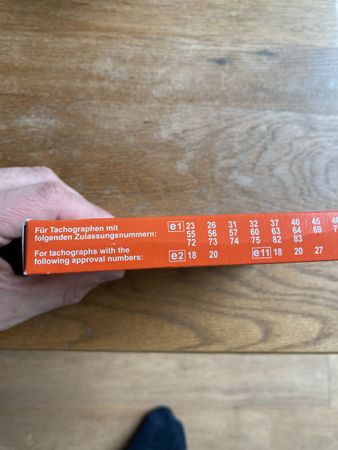 Für Tachographen mit
folgenden Zulassungsnummern:
e1 23 26 31 32 37 40 45
55 56 57 60 63 64 69
72 73 74 75 82 83
For tachographs with the
following approval numbers:
e2 18 20 e11 18 20 27